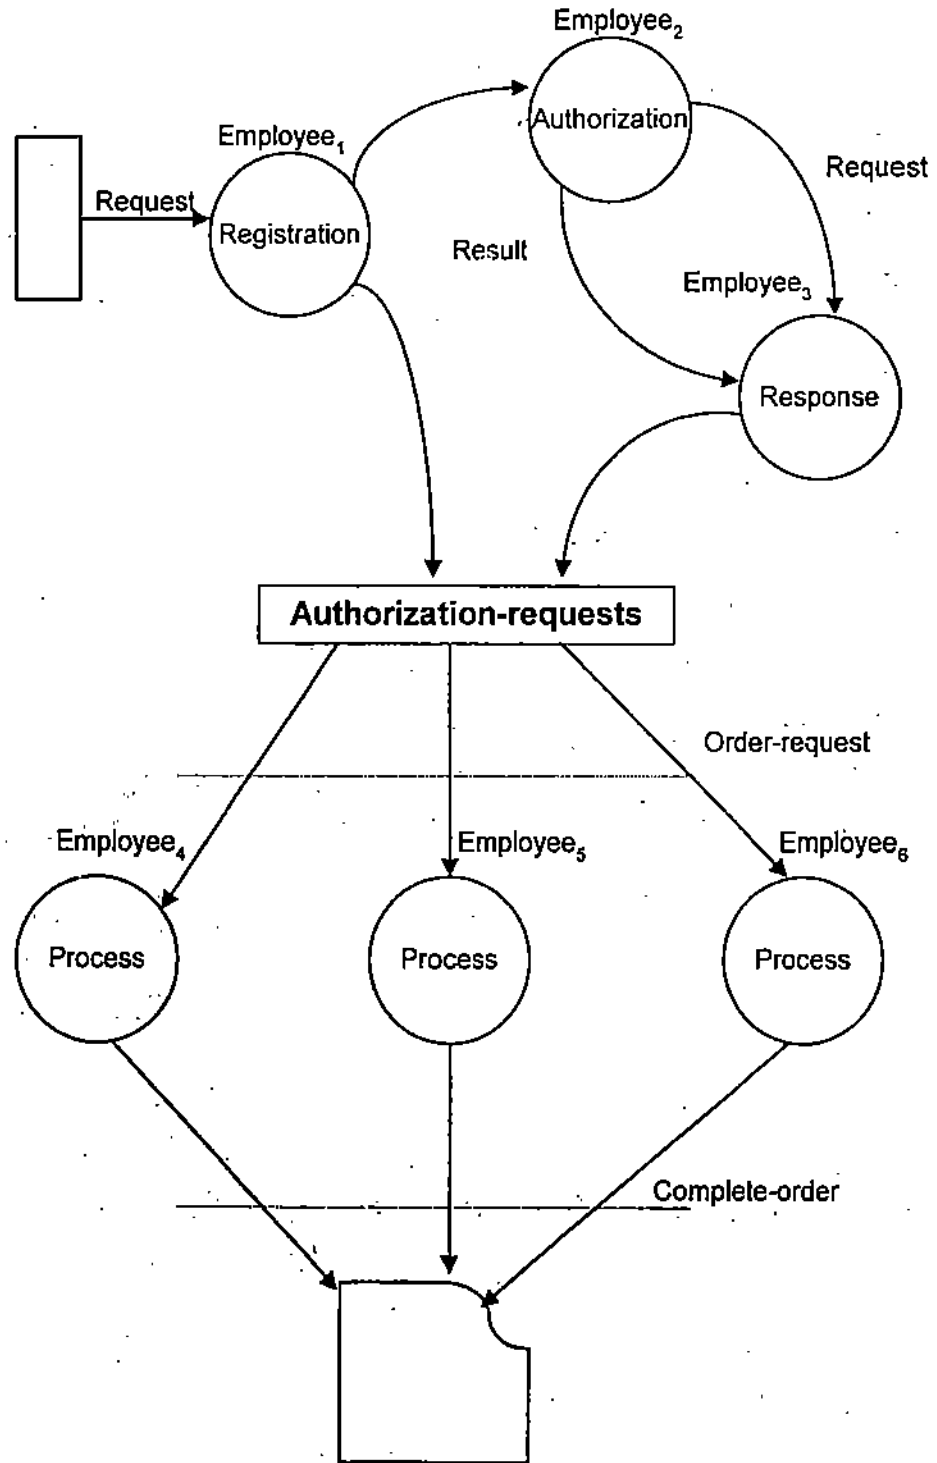 Employee₂
Authorization
Employee₁
Request
Request
Registration
Result
Employee₃
Response
Authorization-requests
Order-request
Employee₄
Employee₅
Employee₆
Process
Process
Process
Complete-order